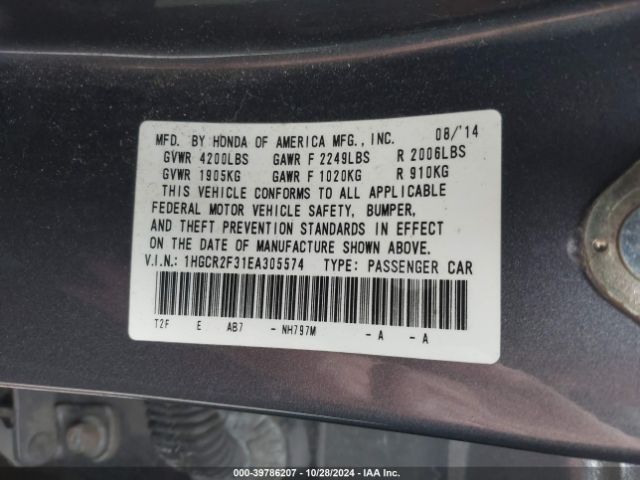 MFD. BY HONDA OF AMERICA MFG., INC. 08/'14
GVWR 4200LBS GAWR F 2249LBS R 2006LBS
GVWR 1905KG GAWR F 1020KG R 910KG
THIS VEHICLE CONFORMS TO ALL APPLICABLE
FEDERAL MOTOR VEHICLE SAFETY, BUMPER,
AND THEFT PREVENTION STANDARDS IN EFFECT
ON THE DATE OF MANUFACTURE SHOWN ABOVE.
V.I.N.: 1HGCR2F31EA305574 TYPE: PASSENGER CAR
T2F E AB7 - NH797M - A - A
000-39786207 | 10/28/2024 | IAA Inc.